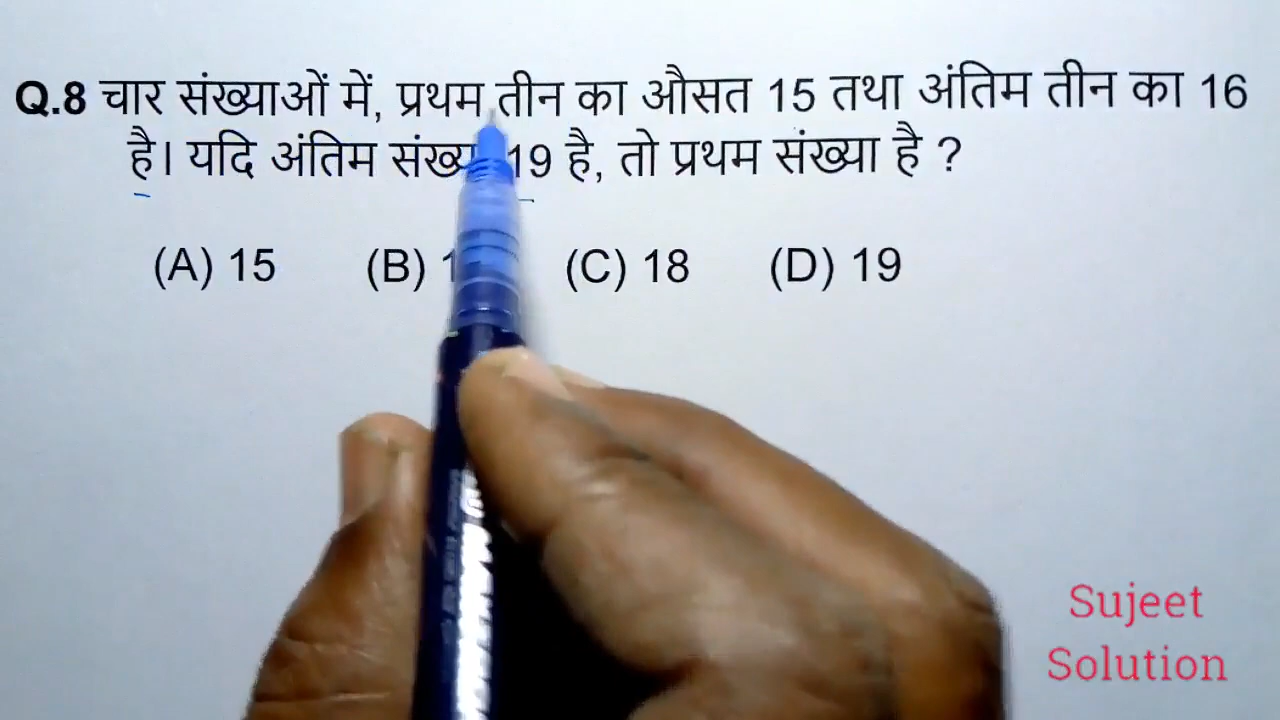 Q.8 चार संख्याओं में, प्रथम तीन का औसत 15 तथा अंतिम तीन का 16
है। यदि अंतिम 19 है, तो प्रथम संख्या है ?
(A) 15 (B) (C) 18 (D) 19
Sujeet
Solution